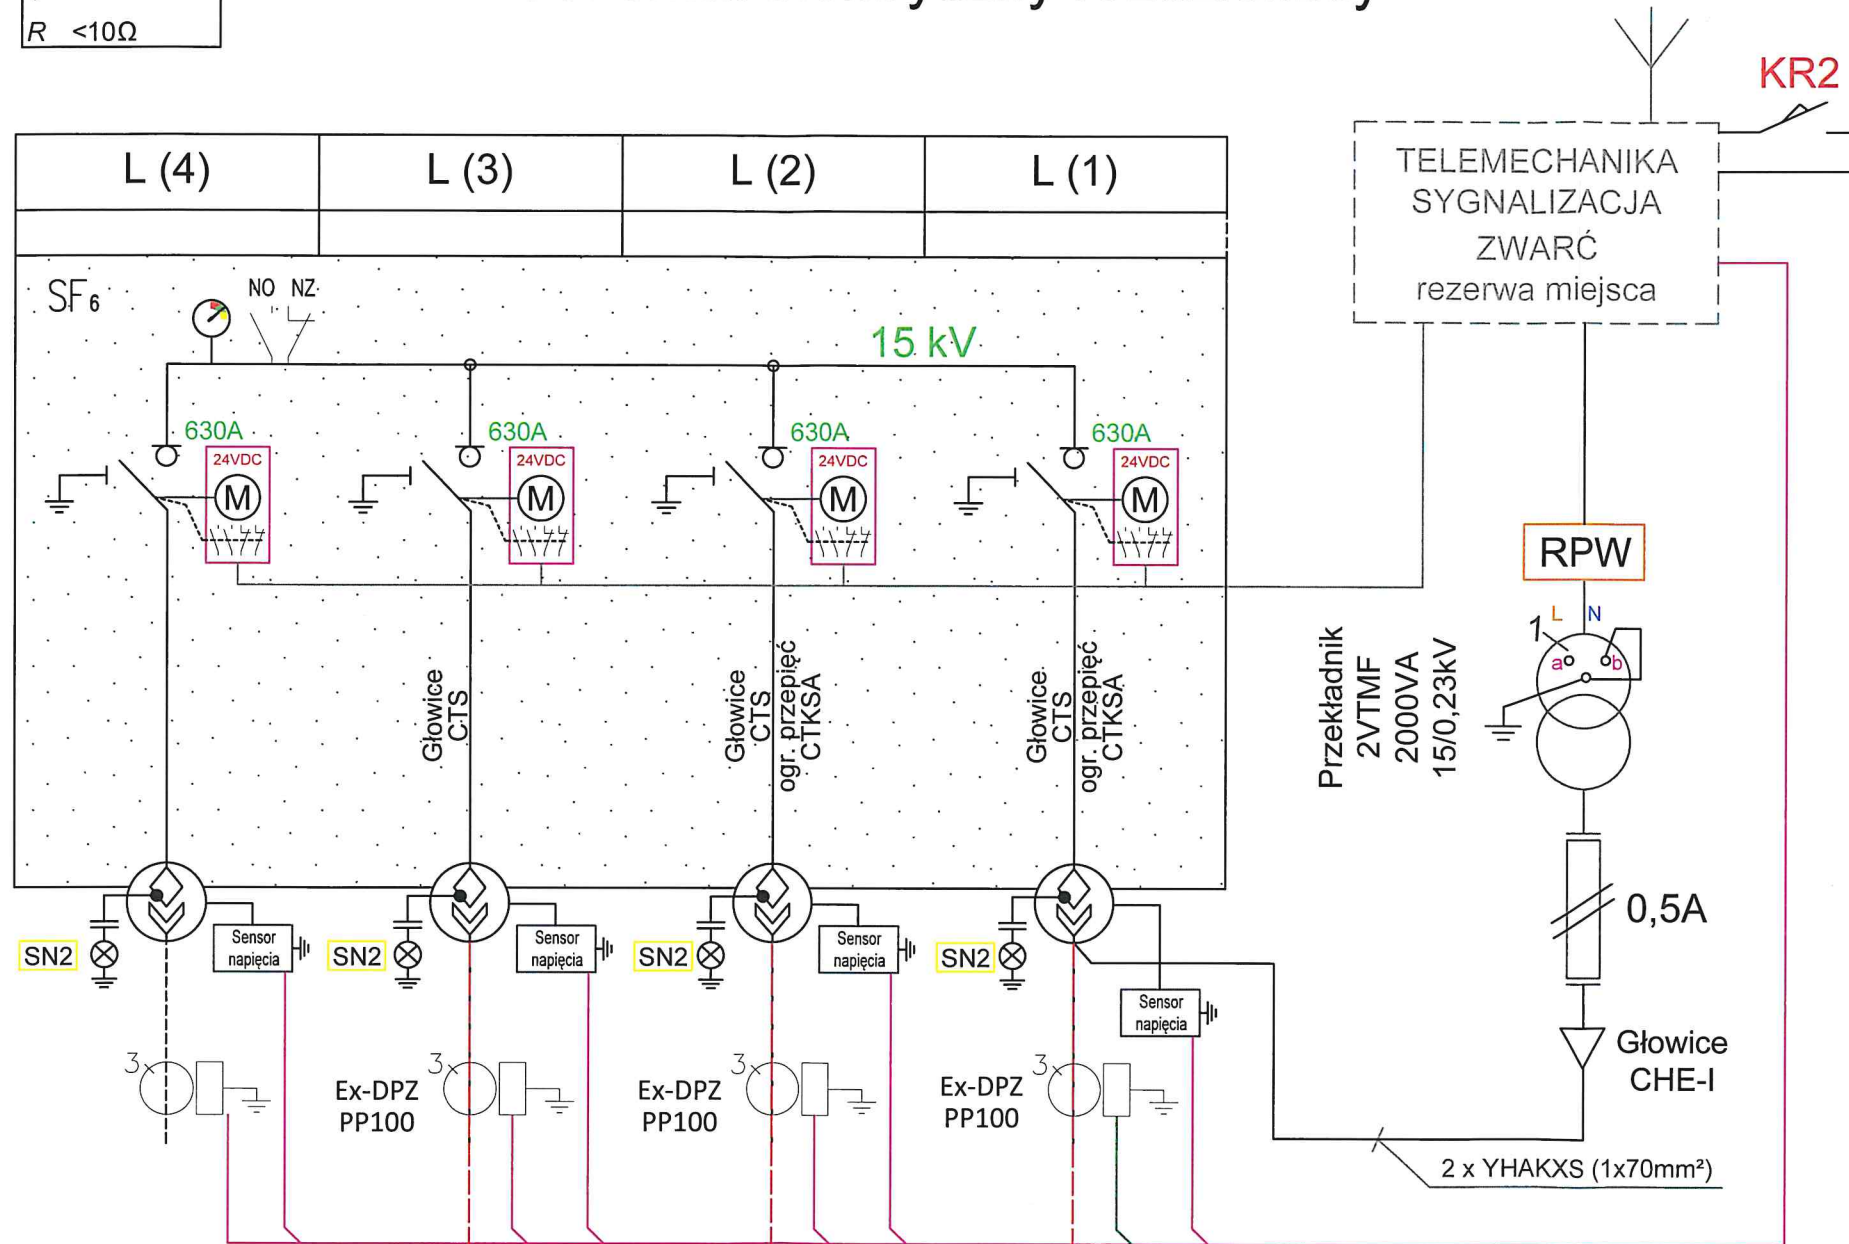 R <10Ω
KR2
L (4)
L (3)
L (2)
L (1)
TELEMECHANIKA
SYGNALIZACJA
ZWARĆ
rezerwa miejsca
SF6
NO NZ
15 kV
630A
630A
630A
630A
24VDC
24VDC
24VDC
24VDC
M
M
M
M
RPW
L N
1
a b
Przekładnik
2VTMF
2000VA
15/0,23kV
Głowice
CTS
Głowice
CTS
ogr. przepięć
CTKSA
Głowice
CTS
ogr. przepięć
CTKSA
0,5A
SN2
Sensor
napięcia
SN2
Sensor
napięcia
SN2
Sensor
napięcia
SN2
Sensor
napięcia
Głowice
CHE-I
3
3
Ex-DPZ
PP100
3
Ex-DPZ
PP100
3
Ex-DPZ
PP100
2 x YHAKXS (1x70mm²)